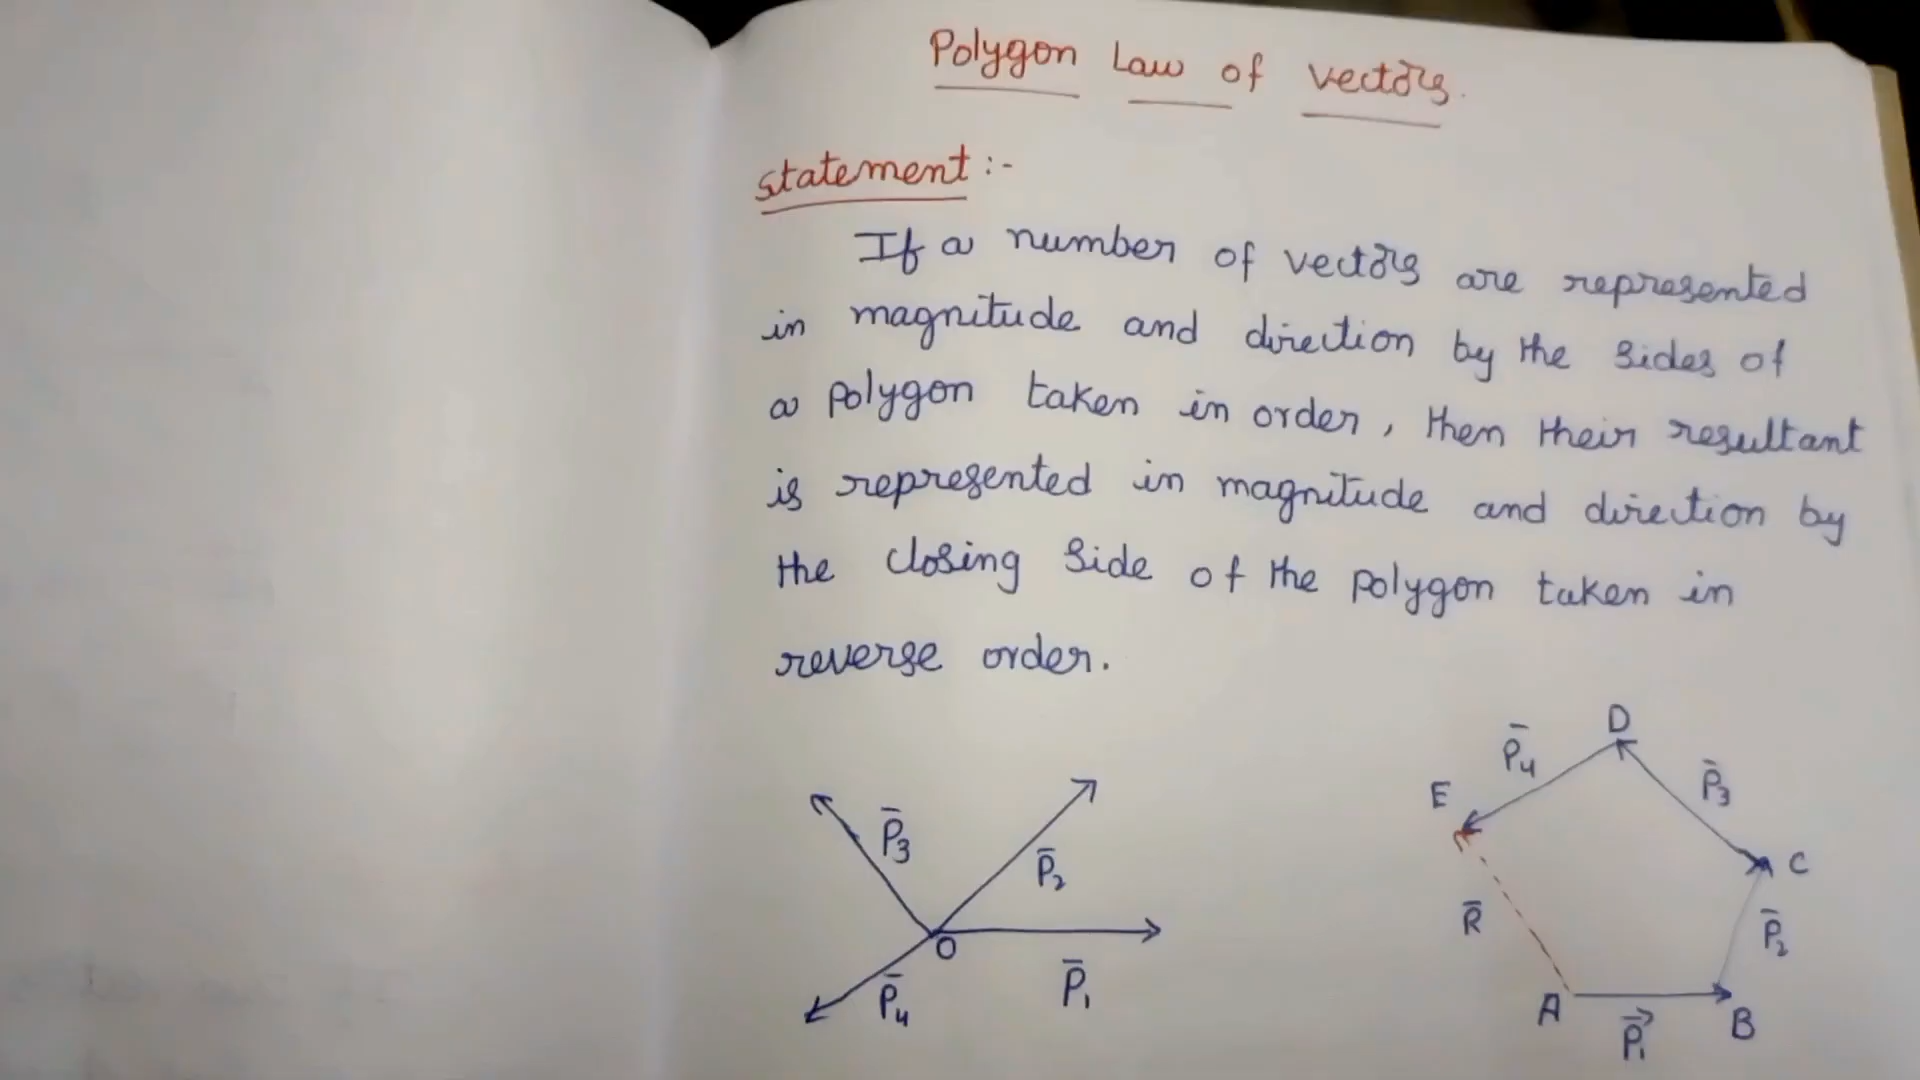 Polygon Law of vectors.
Statement :-
If a number of vectors are represented
in magnitude and direction by the sides of
a polygon taken in order, then their resultant
is represented in magnitude and direction by
the closing side of the polygon taken in
reverse order.
P̄₃
P̄₂
O
P̄₄
P̄₁
D
P̄₄
P̄₃
E
C
R̄
P̄₂
A
B
P⃗₁